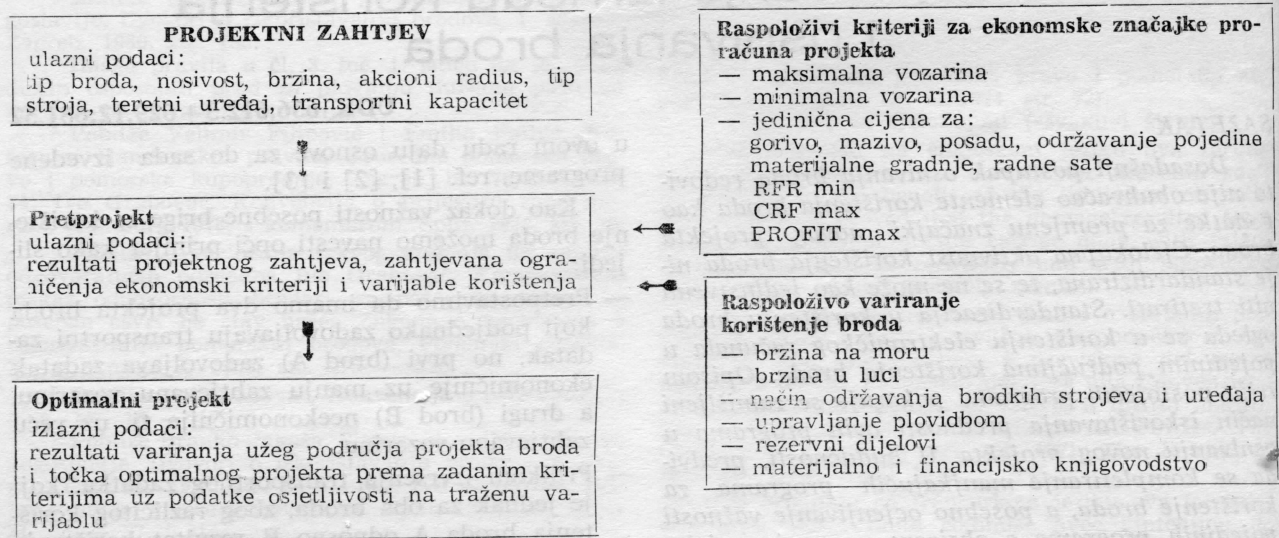 PROJEKTNI ZAHTJEV
ulazni podaci:
tip broda, nosivost, brzina, akcioni radius, tip
stroja, teretni uređaj, transportni kapacitet
Pretprojekt
ulazni podaci:
rezultati projektnog zahtjeva, zahtjevana ogra-
ničenja ekonomski kriteriji i varijable korištenja
Optimalni projekt
izlazni podaci:
rezultati variranja užeg područja projekta broda
i točka optimalnog projekta prema zadanim kri-
terijima uz podatke osjetljivosti na traženu va-
rijablu
Raspoloživi kriteriji za ekonomske značajke pro-
računa projekta
— maksimalna vozarina
— minimalna vozarina
— jedinična cijena za:
gorivo, mazivo, posadu, održavanje pojedine
materijalne gradnje, radne sate
RFR min
CRF max
PROFIT max
Raspoloživo variranje
korištenje broda
— brzina na moru
— brzina u luci
— način održavanja brodkih strojeva i uređaja
— upravljanje plovidbom
— rezervni dijelovi
— materijalno i financijsko knjigovodstvo